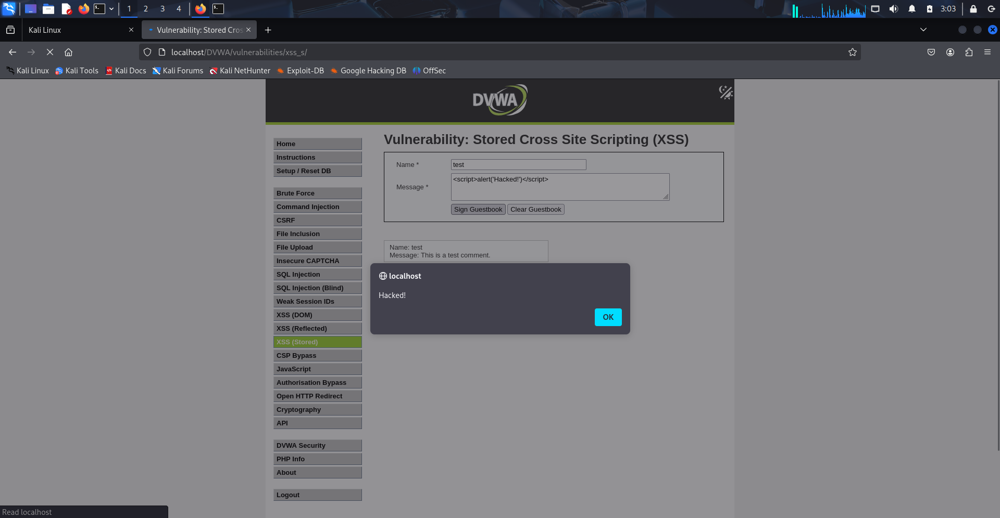 1 2 3 4
3:03
Kali Linux
Vulnerability: Stored Cros
localhost/DVWA/vulnerabilities/xss_s/
Kali Linux Kali Tools Kali Docs Kali Forums Kali NetHunter Exploit-DB Google Hacking DB OffSec
DVWA
Home
Instructions
Setup / Reset DB
Brute Force
Command Injection
CSRF
File Inclusion
File Upload
Insecure CAPTCHA
SQL Injection
SQL Injection (Blind)
Weak Session IDs
XSS (DOM)
XSS (Reflected)
XSS (Stored)
CSP Bypass
JavaScript
Authorisation Bypass
Open HTTP Redirect
Cryptography
API
DVWA Security
PHP Info
About
Logout
Vulnerability: Stored Cross Site Scripting (XSS)
Name * test
Message * <script>alert('Hacked!')</script>
Sign Guestbook Clear Guestbook
Name: test
Message: This is a test comment.
localhost
Hacked!
OK
Read localhost